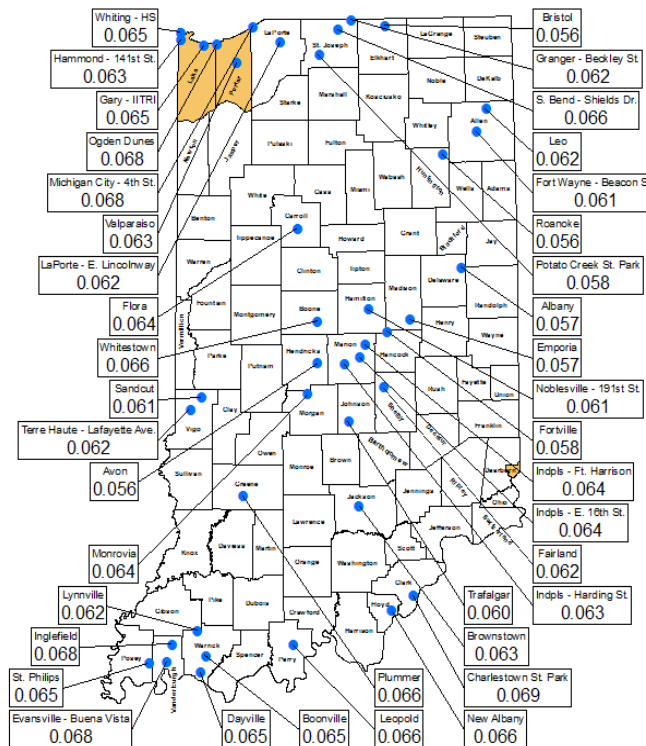 Whiting - HS
0.065
Hammond - 141st St.
0.063
Gary - IITRI
0.065
Ogden Dunes
0.068
Michigan City - 4th St.
0.068
Valparaiso
0.063
LaPorte - E. Lincolnway
0.062
Flora
0.064
Whitestown
0.066
Sandcut
0.061
Terre Haute - Lafayette Ave.
0.062
Avon
0.056
Monrovia
0.064
Lynnville
0.062
Inglefield
0.068
St. Philips
0.065
Evansville - Buena Vista
0.068
Dayville
0.065
Boonville
0.065
Leopold
0.066
Plummer
0.066
New Albany
0.066
Charlestown St. Park
0.069
Brownstown
0.063
Trafalgar
0.060
Indpls - Harding St.
0.063
Fairland
0.062
Indpls - E. 16th St.
0.064
Indpls - Ft. Harrison
0.064
Fortville
0.058
Noblesville - 191st St.
0.061
Emporia
0.057
Albany
0.057
Potato Creek St. Park
0.058
Roanoke
0.056
Fort Wayne - Beacon S
0.061
Leo
0.062
S. Bend - Shields Dr.
0.066
Granger - Beckley St.
0.062
Bristol
0.056
Lake
Porter
LaPorte
St. Joseph
Elkhart
LaGrange
Steuben
Noble
DeKalb
Starke
Marshall
Kosciusko
Whitley
Allen
Newton
Jasper
Pulaski
Fulton
Wabash
Huntington
Wells
Adams
White
Cass
Miami
Benton
Carroll
Howard
Grant
Blackford
Jay
Tippecanoe
Warren
Clinton
Tipton
Madison
Delaware
Randolph
Fountain
Montgomery
Boone
Hamilton
Henry
Wayne
Vermillion
Parke
Putnam
Hendricks
Marion
Hancock
Rush
Fayette
Union
Vigo
Clay
Morgan
Johnson
Shelby
Decatur
Franklin
Owen
Sullivan
Greene
Monroe
Brown
Bartholomew
Jennings
Ripley
Dearborn
Ohio
Switzerland
Jefferson
Jackson
Lawrence
Knox
Daviess
Martin
Orange
Washington
Scott
Clark
Floyd
Harrison
Crawford
Dubois
Pike
Gibson
Posey
Vanderburgh
Warrick
Spencer
Perry